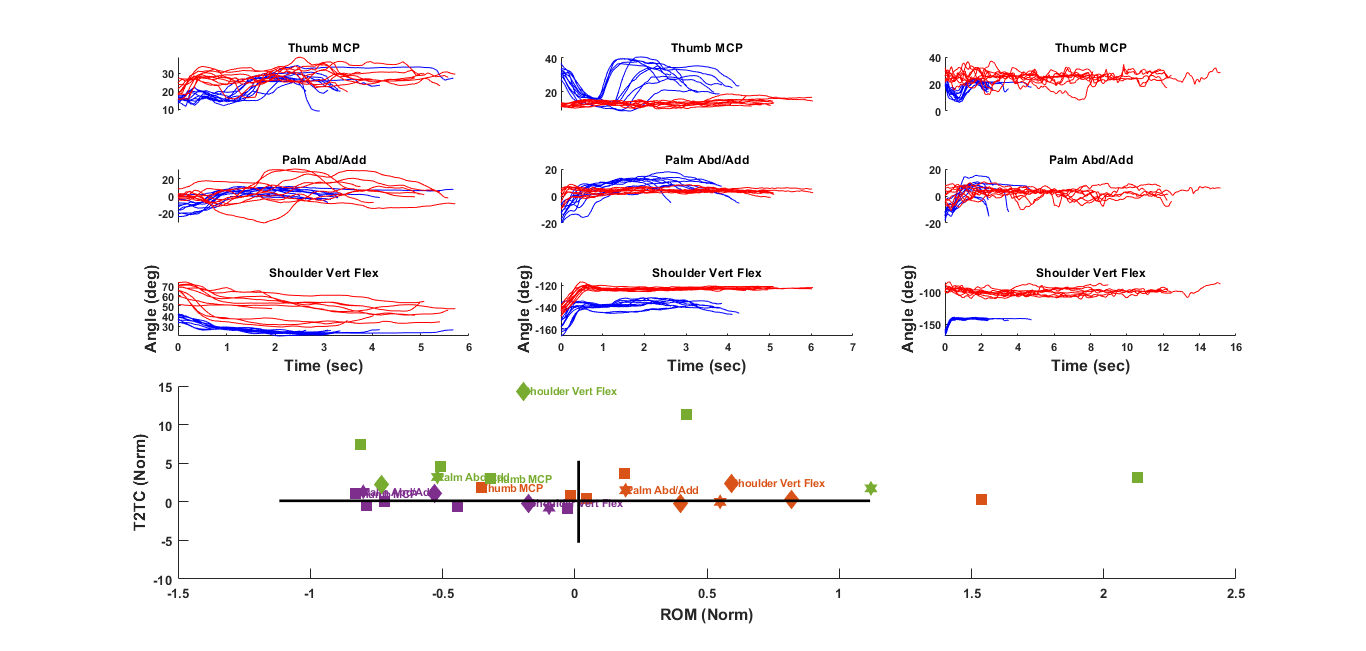 Thumb MCP Thumb MCP Thumb MCP
30 40 40
20 20 20
10 0
Palm Abd/Add Palm Abd/Add Palm Abd/Add
20 20 20
0 0 0
-20 -20 -20
Shoulder Vert Flex Shoulder Vert Flex Shoulder Vert Flex
Angle (deg) Angle (deg) Angle (deg)
70 -120 -100
60 -140 -150
50 -160
40
30
0 1 2 3 4 5 6 0 1 2 3 4 5 6 7 0 2 4 6 8 10 12 14 16
Time (sec) Time (sec) Time (sec)
T2TC (Norm)
15
10
5
0
-5
-10
Shoulder Vert Flex
Palm Abd/Add
Thumb MCP
Thumb MCP
Palm Abd/Add
Shoulder Vert Flex
Palm Abd/Add
Thumb MCP
Shoulder Vert Flex
-1.5 -1 -0.5 0 0.5 1 1.5 2 2.5
ROM (Norm)